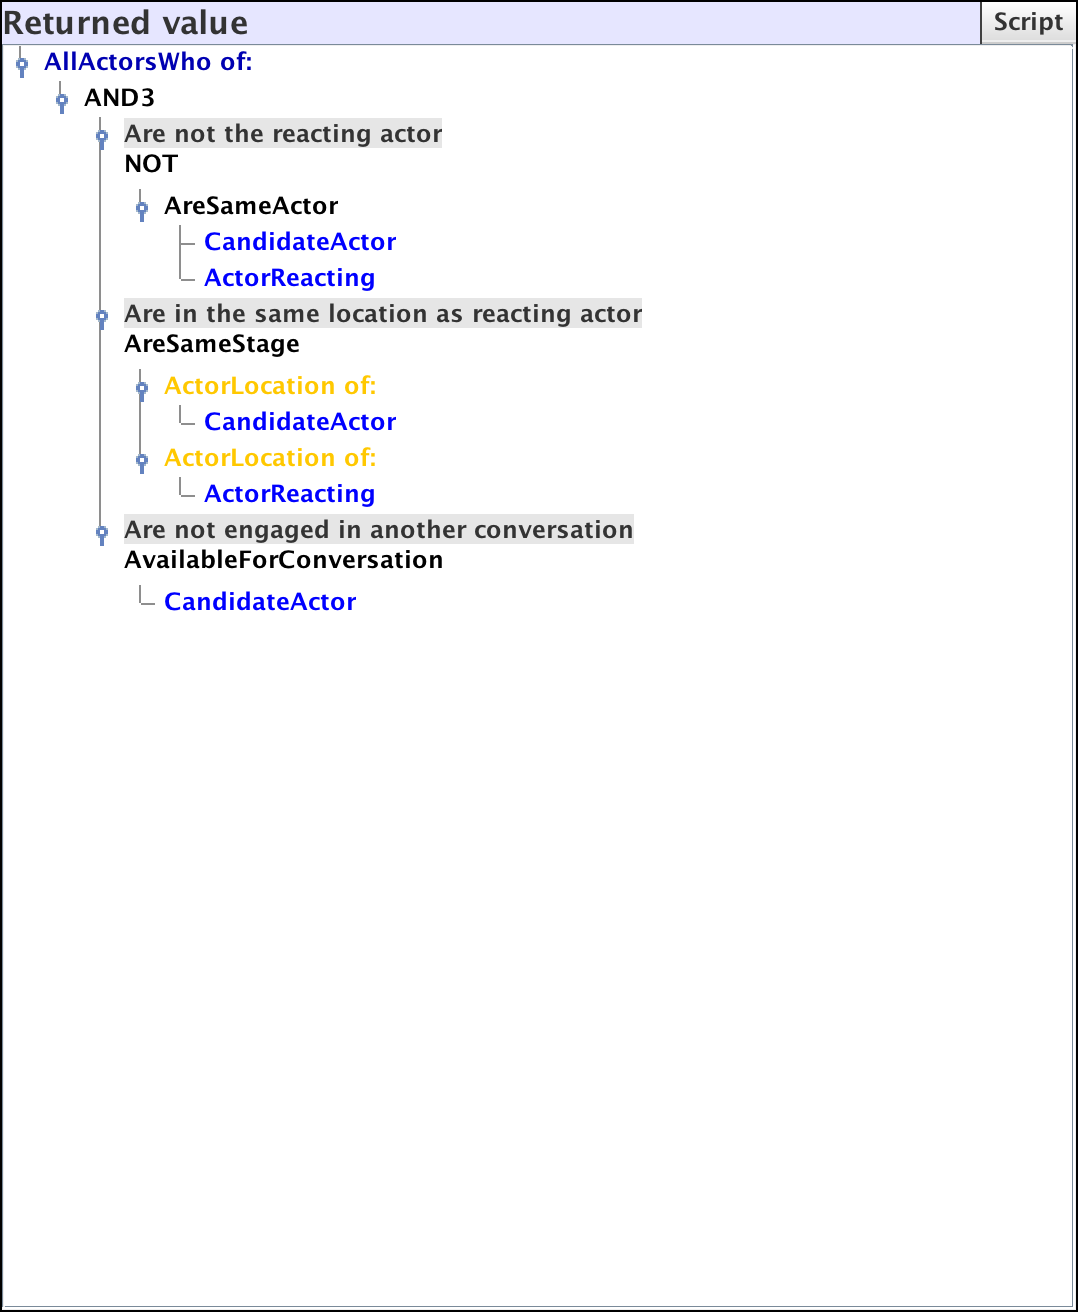 Returned value
Script
AllActorsWho of:
AND3
Are not the reacting actor
NOT
AreSameActor
CandidateActor
ActorReacting
Are in the same location as reacting actor
AreSameStage
ActorLocation of:
CandidateActor
ActorLocation of:
ActorReacting
Are not engaged in another conversation
AvailableForConversation
CandidateActor